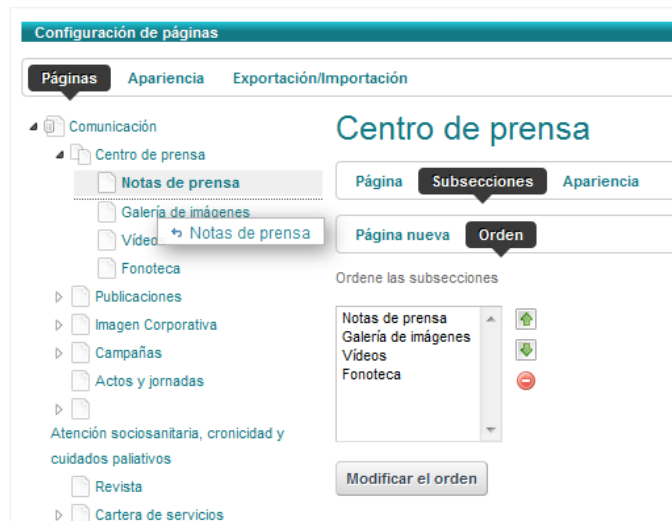 Configuración de páginas
Páginas Apariencia Exportación/Importación
Comunicación
Centro de prensa
Notas de prensa
Galería de imágenes
Notas de prensa
Fonoteca
Publicaciones
Imagen Corporativa
Campañas
Actos y jornadas
Atención sociosanitaria, cronicidad y
cuidados paliativos
Revista
Cartera de servicios
Centro de prensa
Página Subsecciones Apariencia
Página nueva Orden
Ordene las subsecciones
Notas de prensa
Galería de imágenes
Vídeos
Fonoteca
Modificar el orden